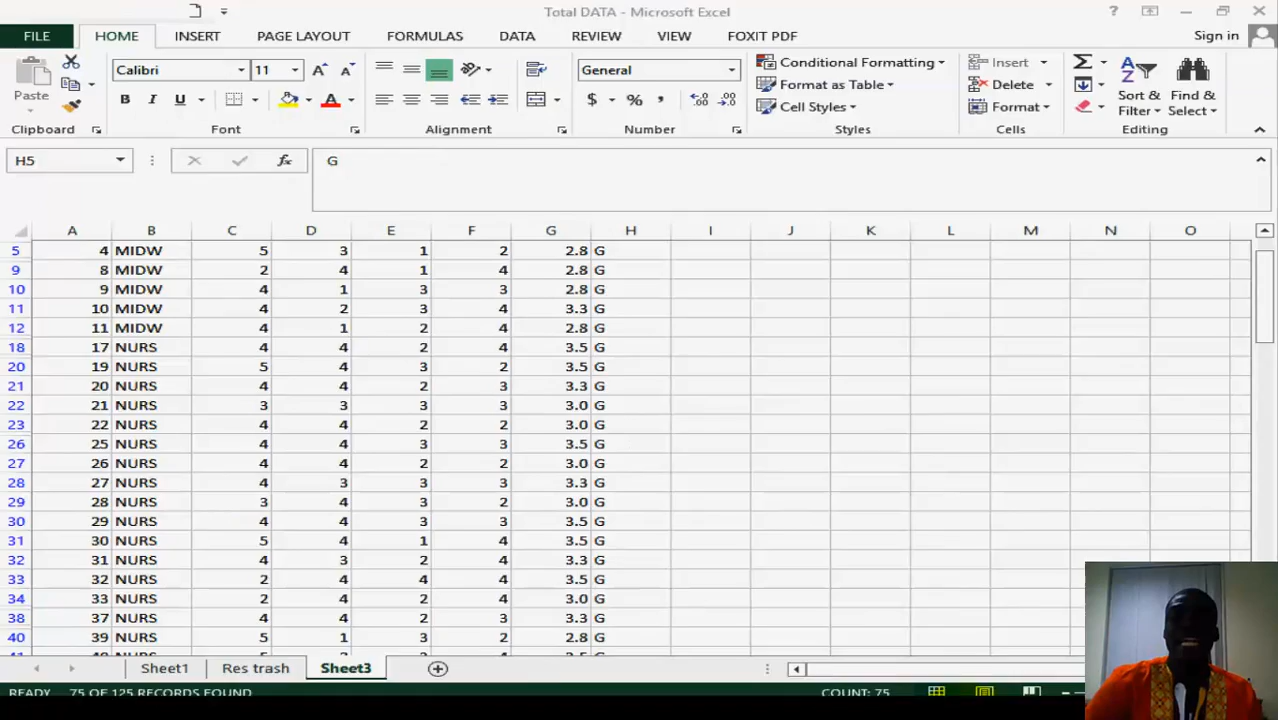 Total DATA - Microsoft Excel
FILE HOME INSERT PAGE LAYOUT FORMULAS DATA REVIEW VIEW FOXIT PDF Sign in
Paste Calibri 11 General Conditional Formatting Insert
B I U $ % , Format as Table Delete Sort & Filter Find & Select
Cell Styles Format
Clipboard Font Alignment Number Styles Cells Editing
H5 fx G
A B C D E F G H I J K L M N O
5 4 MIDW 5 3 1 2 2.8 G
9 8 MIDW 2 4 1 4 2.8 G
10 9 MIDW 4 1 3 3 2.8 G
11 10 MIDW 4 2 3 4 3.3 G
12 11 MIDW 4 1 2 4 2.8 G
18 17 NURS 4 4 2 4 3.5 G
20 19 NURS 5 4 3 2 3.5 G
21 20 NURS 4 4 2 3 3.3 G
22 21 NURS 3 3 3 3 3.0 G
23 22 NURS 4 4 2 2 3.0 G
26 25 NURS 4 4 3 3 3.5 G
27 26 NURS 4 4 2 2 3.0 G
28 27 NURS 4 3 3 3 3.3 G
29 28 NURS 3 4 3 2 3.0 G
30 29 NURS 4 4 3 3 3.5 G
31 30 NURS 5 4 1 4 3.5 G
32 31 NURS 4 3 2 4 3.3 G
33 32 NURS 2 4 4 4 3.5 G
34 33 NURS 2 4 2 4 3.0 G
38 37 NURS 4 4 2 3 3.3 G
40 39 NURS 5 1 3 2 2.8 G
Sheet1 Res trash Sheet3
READY 75 OF 125 RECORDS FOUND COUNT: 75